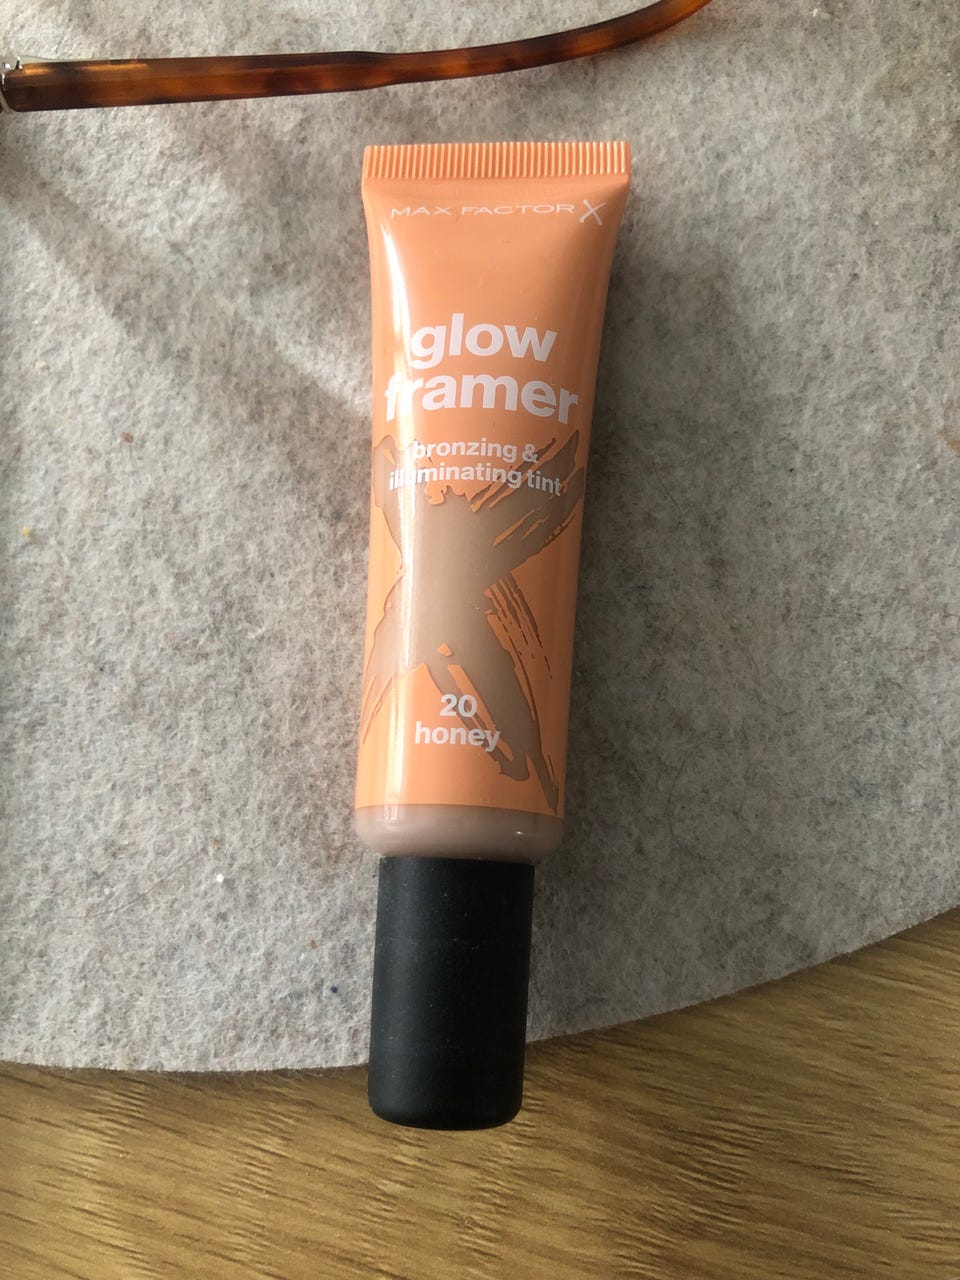 MAX FACTOR X
glow
framer
bronzing &
illuminating tint
20
honey